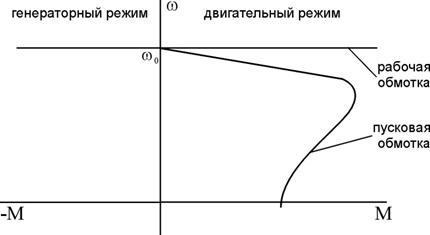 генераторный режим
ω
двигательный режим
ω₀
рабочая
обмотка
пусковая
обмотка
-М
М